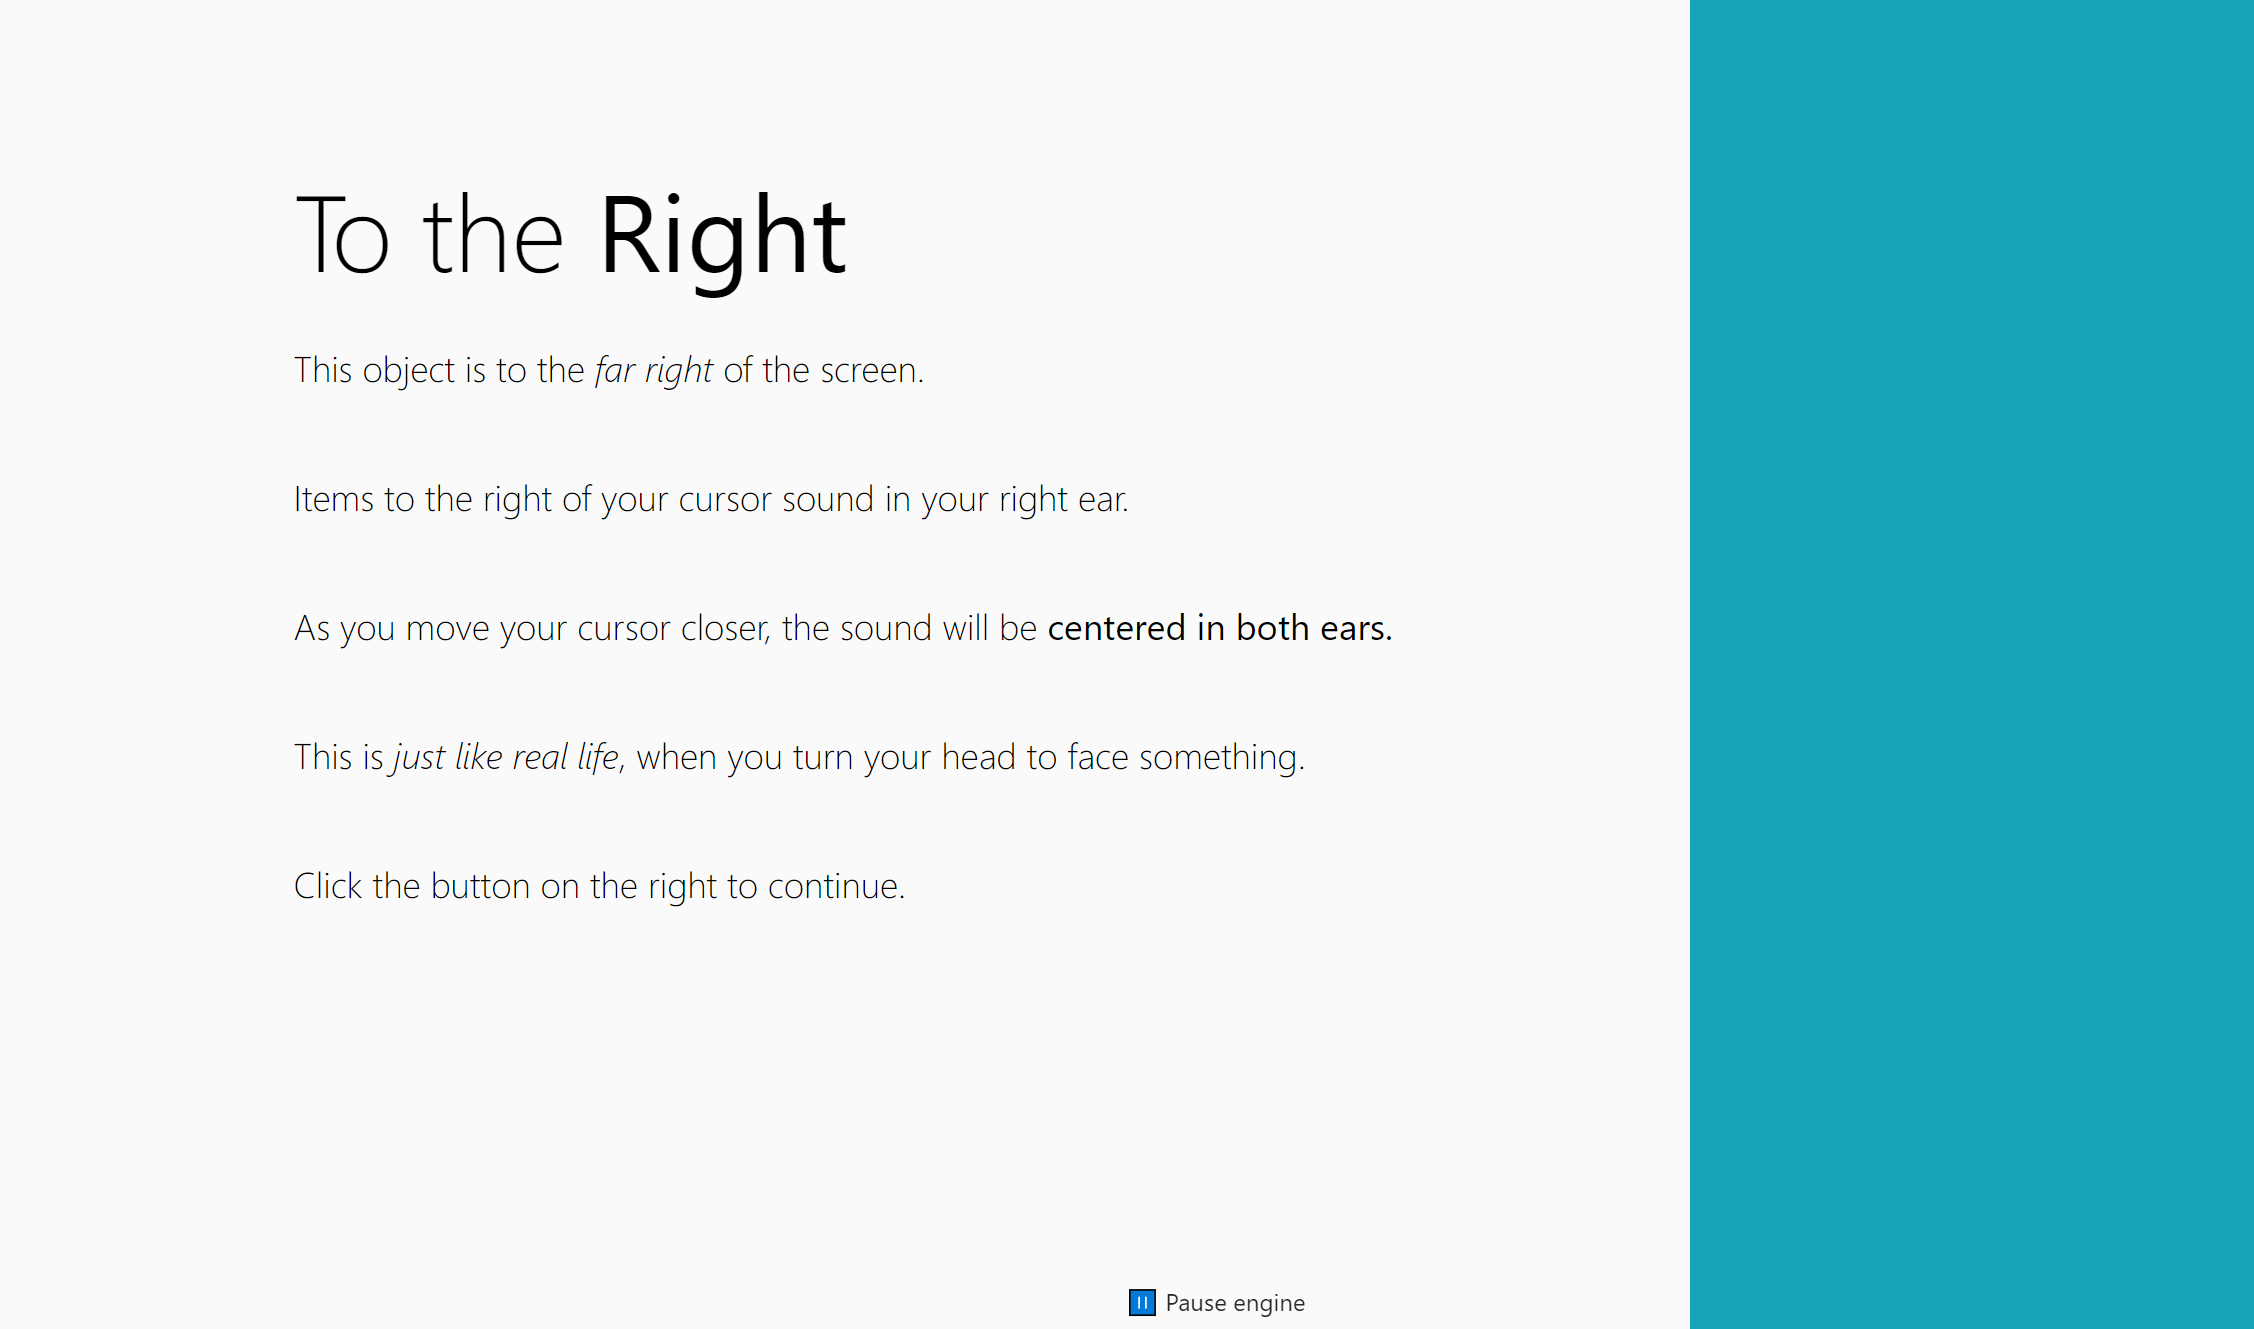 To the Right
This object is to the far right of the screen.
Items to the right of your cursor sound in your right ear.
As you move your cursor closer, the sound will be centered in both ears.
This is just like real life, when you turn your head to face something.
Click the button on the right to continue.
Pause engine